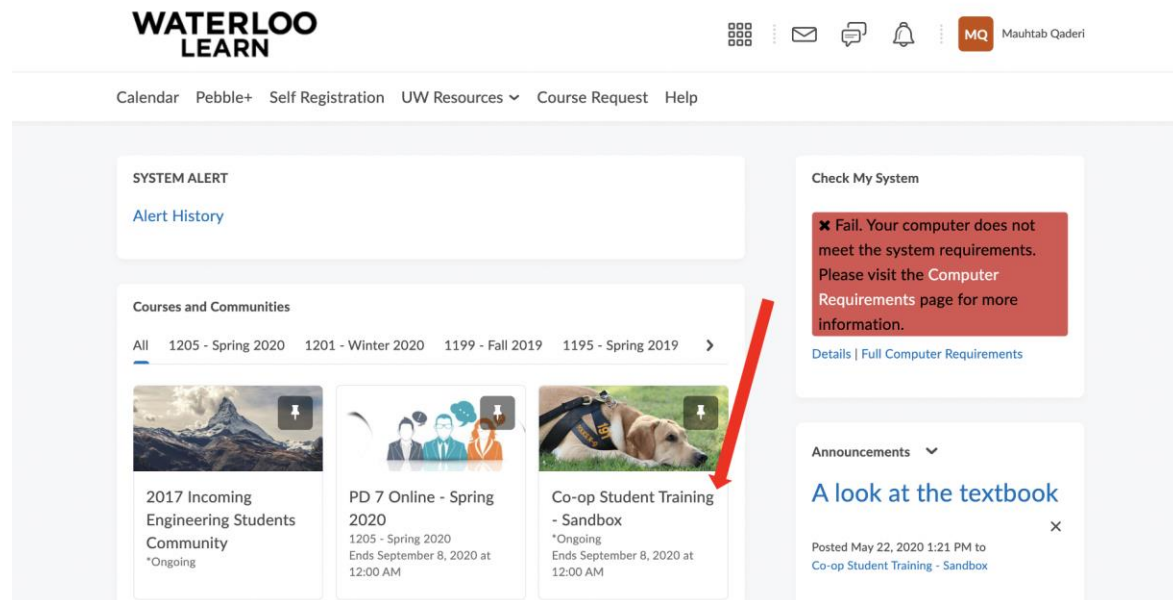 WATERLOO
LEARN
MQ
Mauhtab Qaderi
Calendar Pebble+ Self Registration UW Resources Course Request Help
SYSTEM ALERT
Alert History
Courses and Communities
All 1205 - Spring 2020 1201 - Winter 2020 1199 - Fall 2019 1195 - Spring 2019
2017 Incoming
Engineering Students
Community
*Ongoing
PD 7 Online - Spring
2020
1205 - Spring 2020
Ends September 8, 2020 at
12:00 AM
Co-op Student Training
- Sandbox
*Ongoing
Ends September 8, 2020 at
12:00 AM
Check My System
✖ Fail. Your computer does not
meet the system requirements.
Please visit the Computer
Requirements page for more
information.
Details | Full Computer Requirements
Announcements
A look at the textbook
Posted May 22, 2020 1:21 PM to
Co-op Student Training - Sandbox